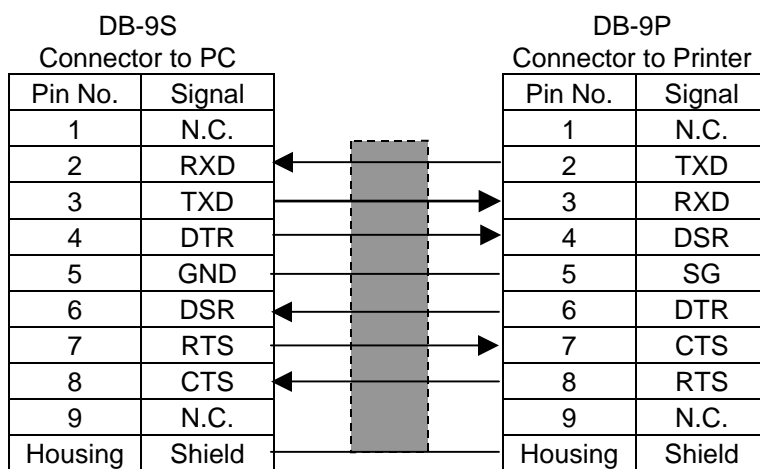 DB-9S DB-9P
Connector to PC Connector to Printer
Pin No. Signal Pin No. Signal
1 N.C. 1 N.C.
2 RXD 2 TXD
3 TXD 3 RXD
4 DTR 4 DSR
5 GND 5 SG
6 DSR 6 DTR
7 RTS 7 CTS
8 CTS 8 RTS
9 N.C. 9 N.C.
Housing Shield Housing Shield